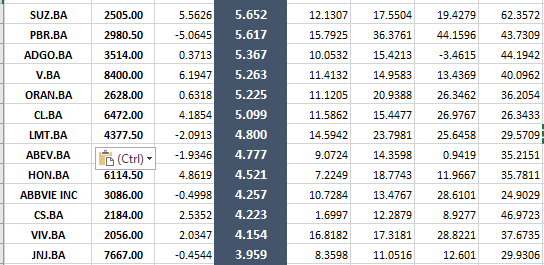 SUZ.BA 2505.00 5.5626 5.652 12.1307 17.5504 19.4279 62.3572
PBR.BA 2980.50 -5.0645 5.617 15.7925 36.3761 44.1596 43.7309
ADGO.BA 3514.00 0.3713 5.367 10.0532 15.4213 -3.4615 44.1942
V.BA 8400.00 6.1947 5.263 11.4132 14.9583 13.4369 40.0962
ORAN.BA 2628.00 0.6318 5.225 11.1205 20.9388 26.3462 36.2054
CL.BA 6472.00 4.1854 5.099 11.5862 15.4477 26.9767 26.3433
LMT.BA 4377.50 -2.0913 4.800 14.5942 23.7981 25.6458 29.5709
ABEV.BA (Ctrl) -1.9346 4.777 9.0724 14.3598 0.9419 35.2151
HON.BA 6114.50 4.8619 4.521 7.2249 18.7743 11.9667 35.7811
ABBVIE INC 3086.00 -0.4998 4.257 10.7284 13.4767 28.6101 24.9029
CS.BA 2184.00 2.5352 4.223 1.6997 12.2879 8.9277 46.9723
VIV.BA 2056.00 2.0347 4.154 16.8182 17.3181 28.8221 37.6735
JNJ.BA 7667.00 -0.4544 3.959 8.3598 11.0516 12.601 29.9306